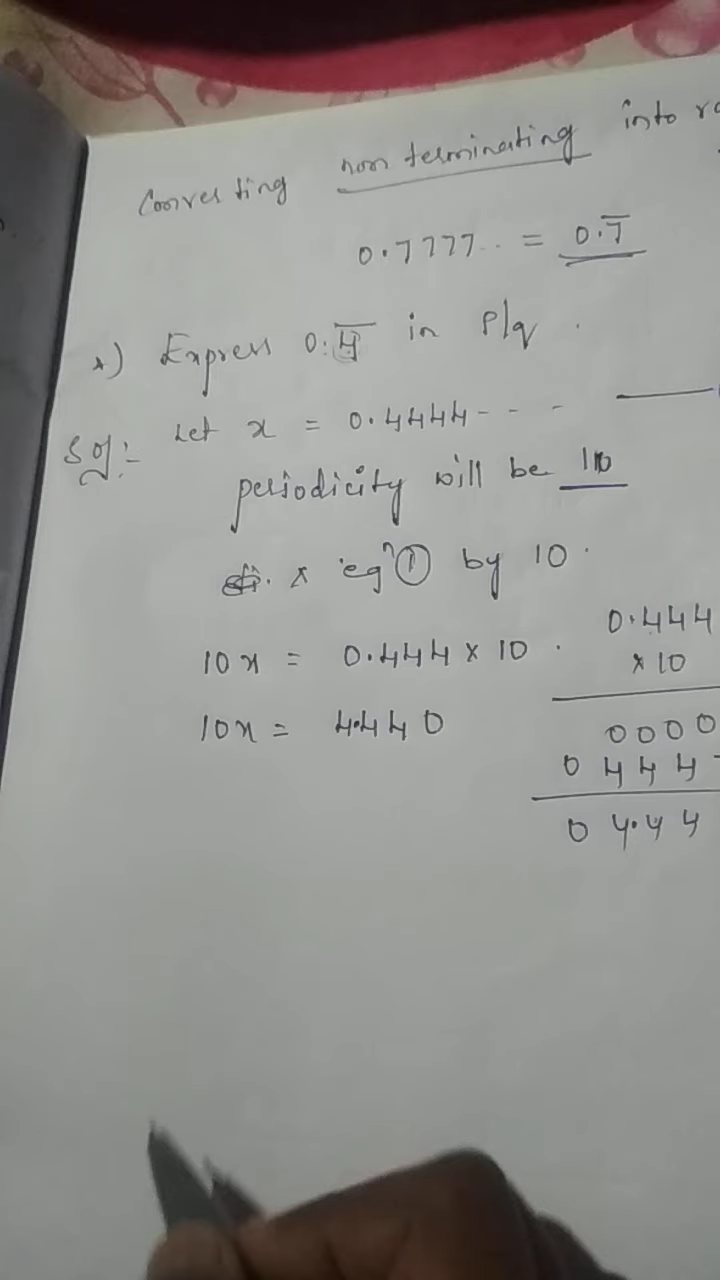 Converting non terminating into
0.7777.. = 0.7̅
*) Express 0.4̅ in P/q.
Sol:- Let x = 0.4444- - -
periodicity will be
x eqⁿ ① by 10.
10x = 0.444 x 10.
10x = 4.440
0.444
x 10
0000
0444
04.44